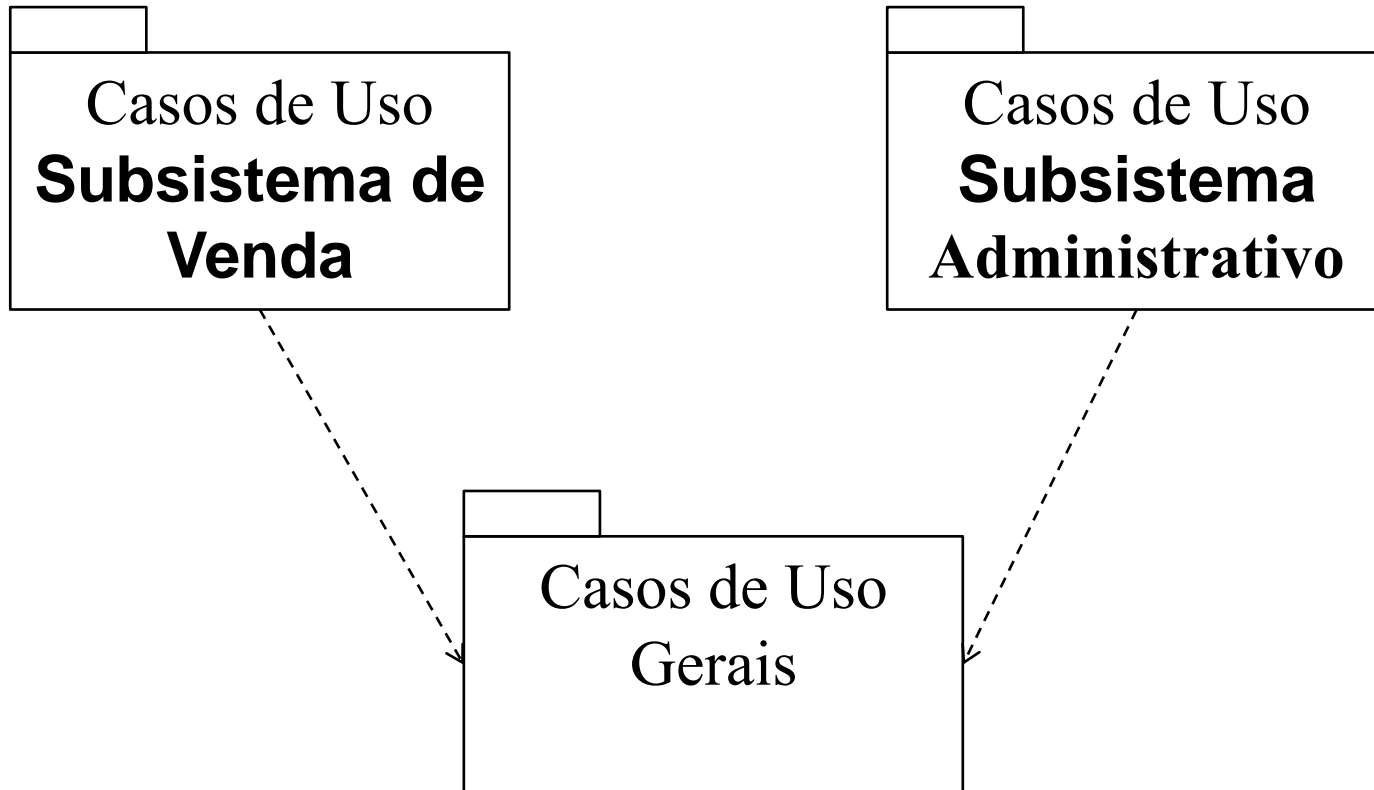 Casos de Uso
Subsistema de
Venda
Casos de Uso
Subsistema
Administrativo
Casos de Uso
Gerais